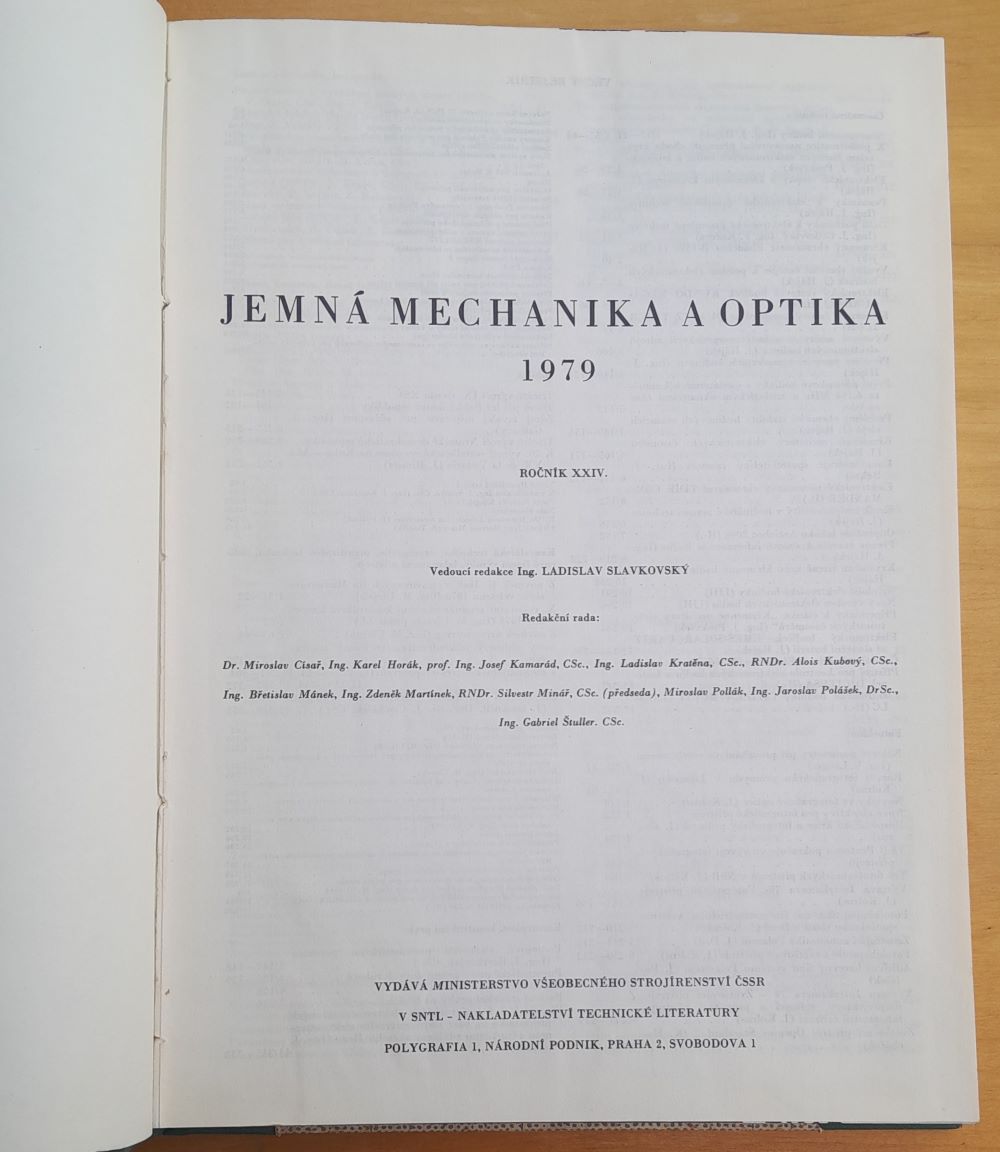 JEMNÁ MECHANIKA A OPTIKA
1979
ROČNÍK XXIV.
Vedoucí redakce Ing. LADISLAV SLAVKOVSKÝ
Redakční rada:
Dr. Miroslav Císař, Ing. Karel Horák, prof. Ing. Josef Kamarád, CSc., Ing. Ladislav Kratěna, CSc., RNDr. Alois Kubový, CSc.,
Ing. Břetislav Mánek, Ing. Zdeněk Martínek, RNDr. Silvestr Minář, CSc. (předseda), Miroslav Pollák, Ing. Jaroslav Polášek, DrSc.,
Ing. Gabriel Štuller. CSc.
VYDÁVÁ MINISTERSTVO VŠEOBECNÉHO STROJÍRENSTVÍ ČSSR
V SNTL – NAKLADATELSTVÍ TECHNICKÉ LITERATURY
POLYGRAFIA 1, NÁRODNÍ PODNIK, PRAHA 2, SVOBODOVA 1